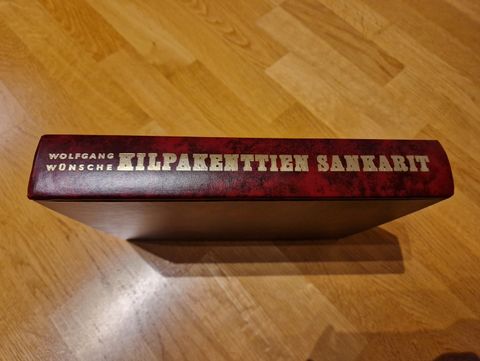 WOLFGANG
WÜNSCHE
KILPAKENTTIEN SANKARIT